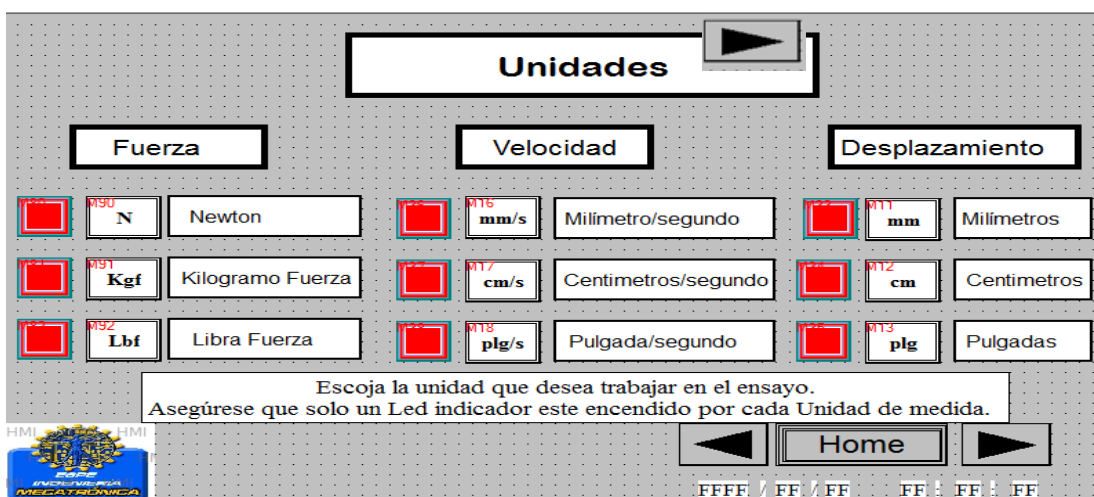 Unidades
Fuerza Velocidad Desplazamiento
M90 N Newton M16 mm/s Milímetro/segundo M11 mm Milímetros
M91 Kgf Kilogramo Fuerza M17 cm/s Centimetros/segundo M12 cm Centimetros
M92 Lbf Libra Fuerza M18 plg/s Pulgada/segundo M13 plg Pulgadas
Escoja la unidad que desea trabajar en el ensayo.
Asegúrese que solo un Led indicador este encendido por cada Unidad de medida.
HMI HMI
ESPE
INGENIERÍA
MECATRÓNICA
Home
FFFF / FF / FF FF : FF : FF